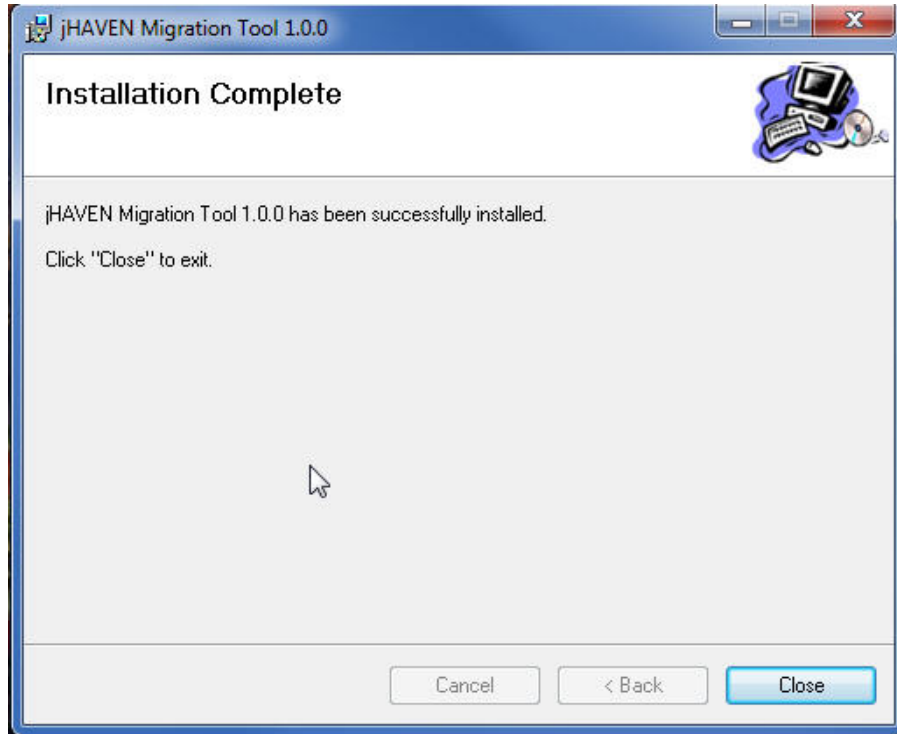 jHAVEN Migration Tool 1.0.0
Installation Complete
jHAVEN Migration Tool 1.0.0 has been successfully installed.
Click "Close" to exit.
Cancel
< Back
Close